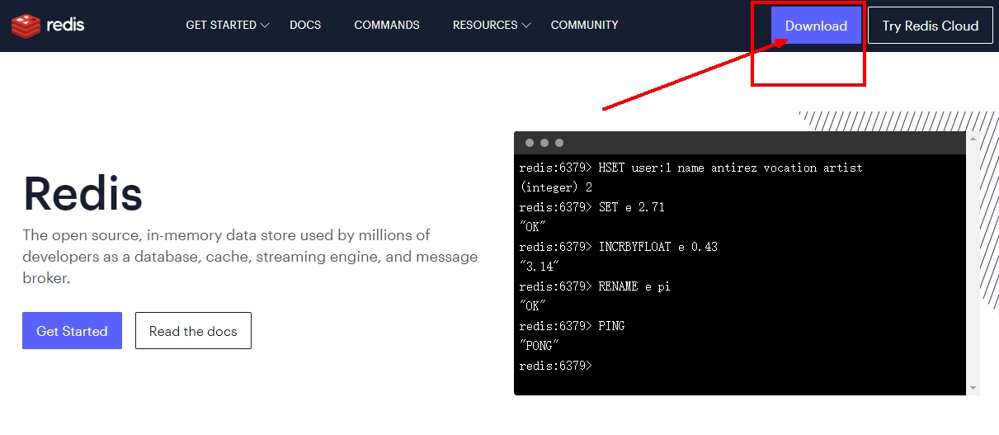 redis
GET STARTED
DOCS
COMMANDS
RESOURCES
COMMUNITY
Download
Try Redis Cloud
Redis
The open source, in-memory data store used by millions of
developers as a database, cache, streaming engine, and message
broker.
Get Started
Read the docs
redis:6379> HSET user:1 name antirez vocation artist
(integer) 2
redis:6379> SET e 2.71
"OK"
redis:6379> INCRBYFLOAT e 0.43
"3.14"
redis:6379> RENAME e pi
"OK"
redis:6379> PING
"PONG"
redis:6379>